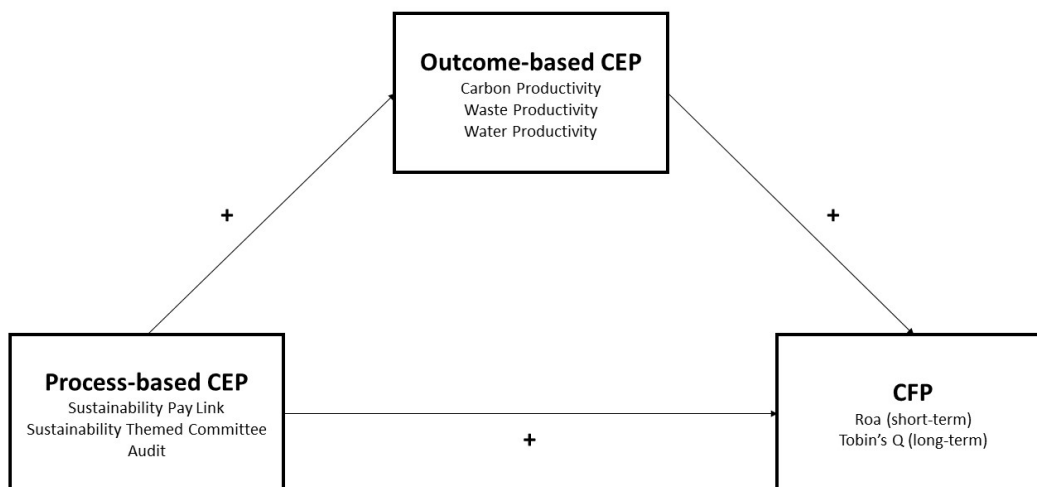 Outcome-based CEP
Carbon Productivity
Waste Productivity
Water Productivity
+
+
Process-based CEP
Sustainability Pay Link
Sustainability Themed Committee
Audit
+
CFP
Roa (short-term)
Tobin's Q (long-term)